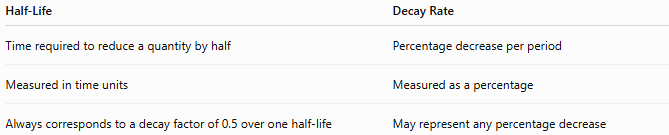 Half-Life Decay Rate
Time required to reduce a quantity by half Percentage decrease per period
Measured in time units Measured as a percentage
Always corresponds to a decay factor of 0.5 over one half-life May represent any percentage decrease